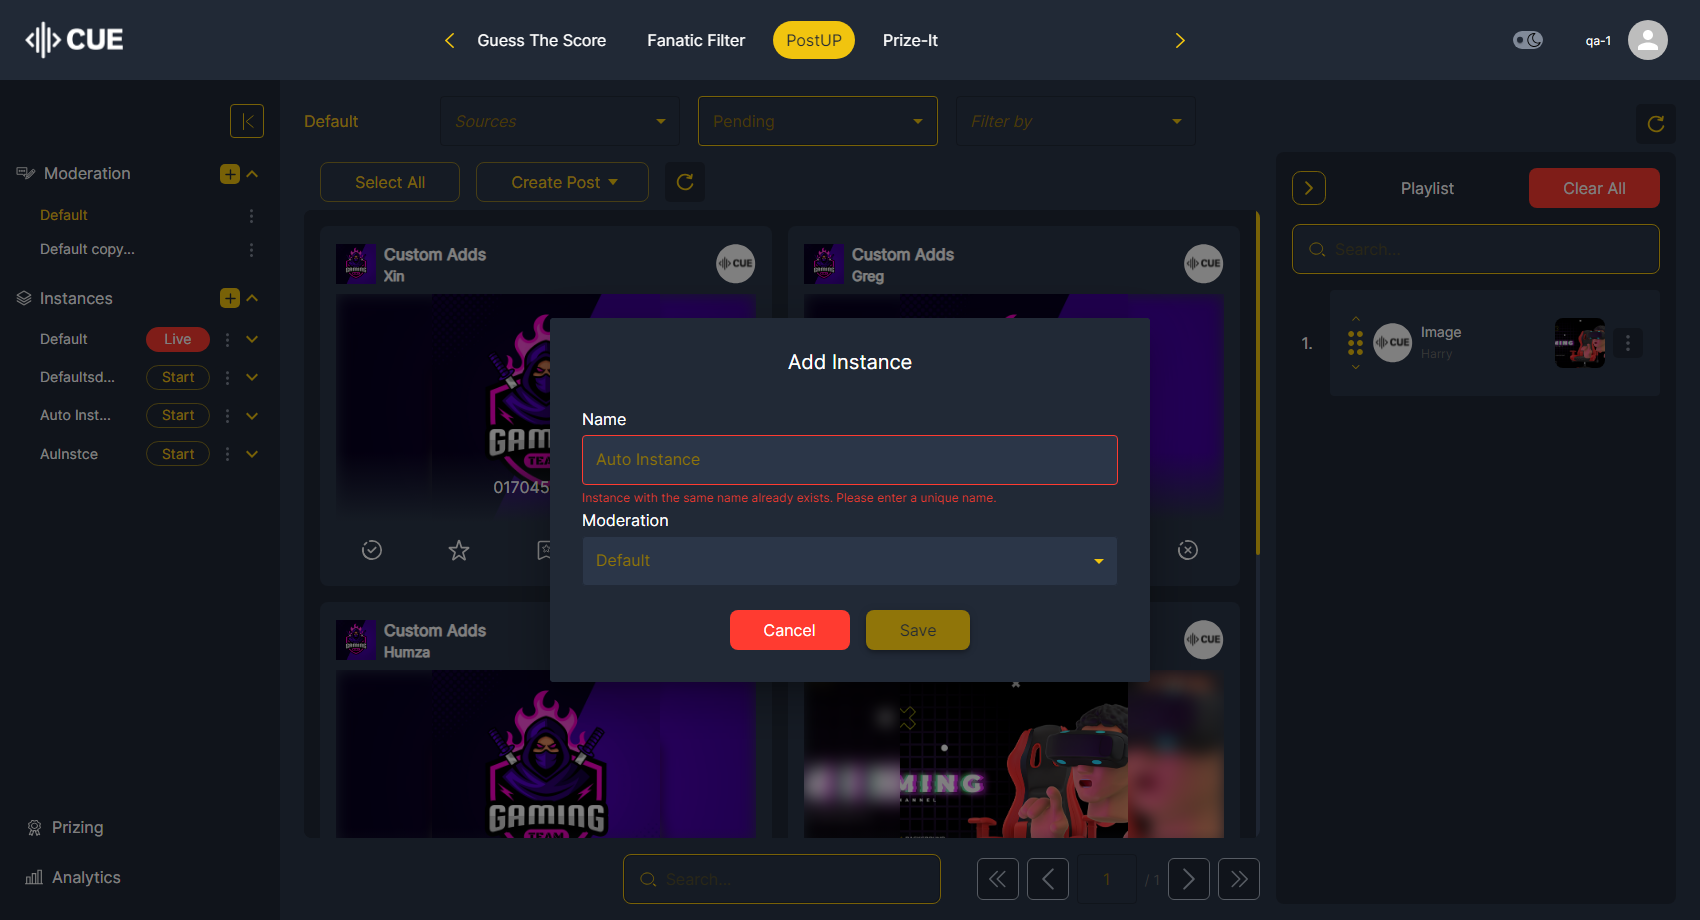 CUE
Guess The Score
Fanatic Filter
PostUP
Prize-It
qa-1
Default
Sources
Pending
Filter by
Moderation
Default
Default copy...
Instances
Default
Live
Defaultsd...
Start
Auto Inst...
Start
AuInstce
Start
Prizing
Analytics
Select All
Create Post
Custom Adds
Xin
CUE
GAMI
TEA
017045
Custom Adds
Greg
CUE
Custom Adds
Humza
GAMING
TEAM
CUE
MING
Add Instance
Name
Auto Instance
Instance with the same name already exists. Please enter a unique name.
Moderation
Default
Cancel
Save
Search...
1
/ 1
Playlist
Clear All
Search...
1.
CUE
Image
Harry